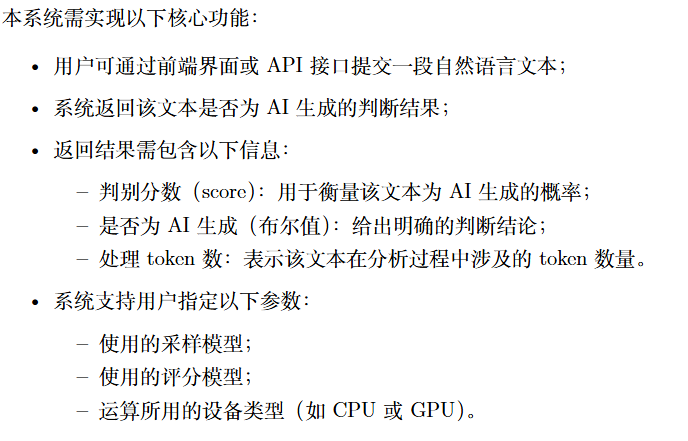 本系统需实现以下核心功能：
• 用户可通过前端界面或 API 接口提交一段自然语言文本；
• 系统返回该文本是否为 AI 生成的判断结果；
• 返回结果需包含以下信息：
– 判别分数（score）：用于衡量该文本为 AI 生成的概率；
– 是否为 AI 生成（布尔值）：给出明确的判断结论；
– 处理 token 数：表示该文本在分析过程中涉及的 token 数量。
• 系统支持用户指定以下参数：
– 使用的采样模型；
– 使用的评分模型；
– 运算所用的设备类型（如 CPU 或 GPU）。